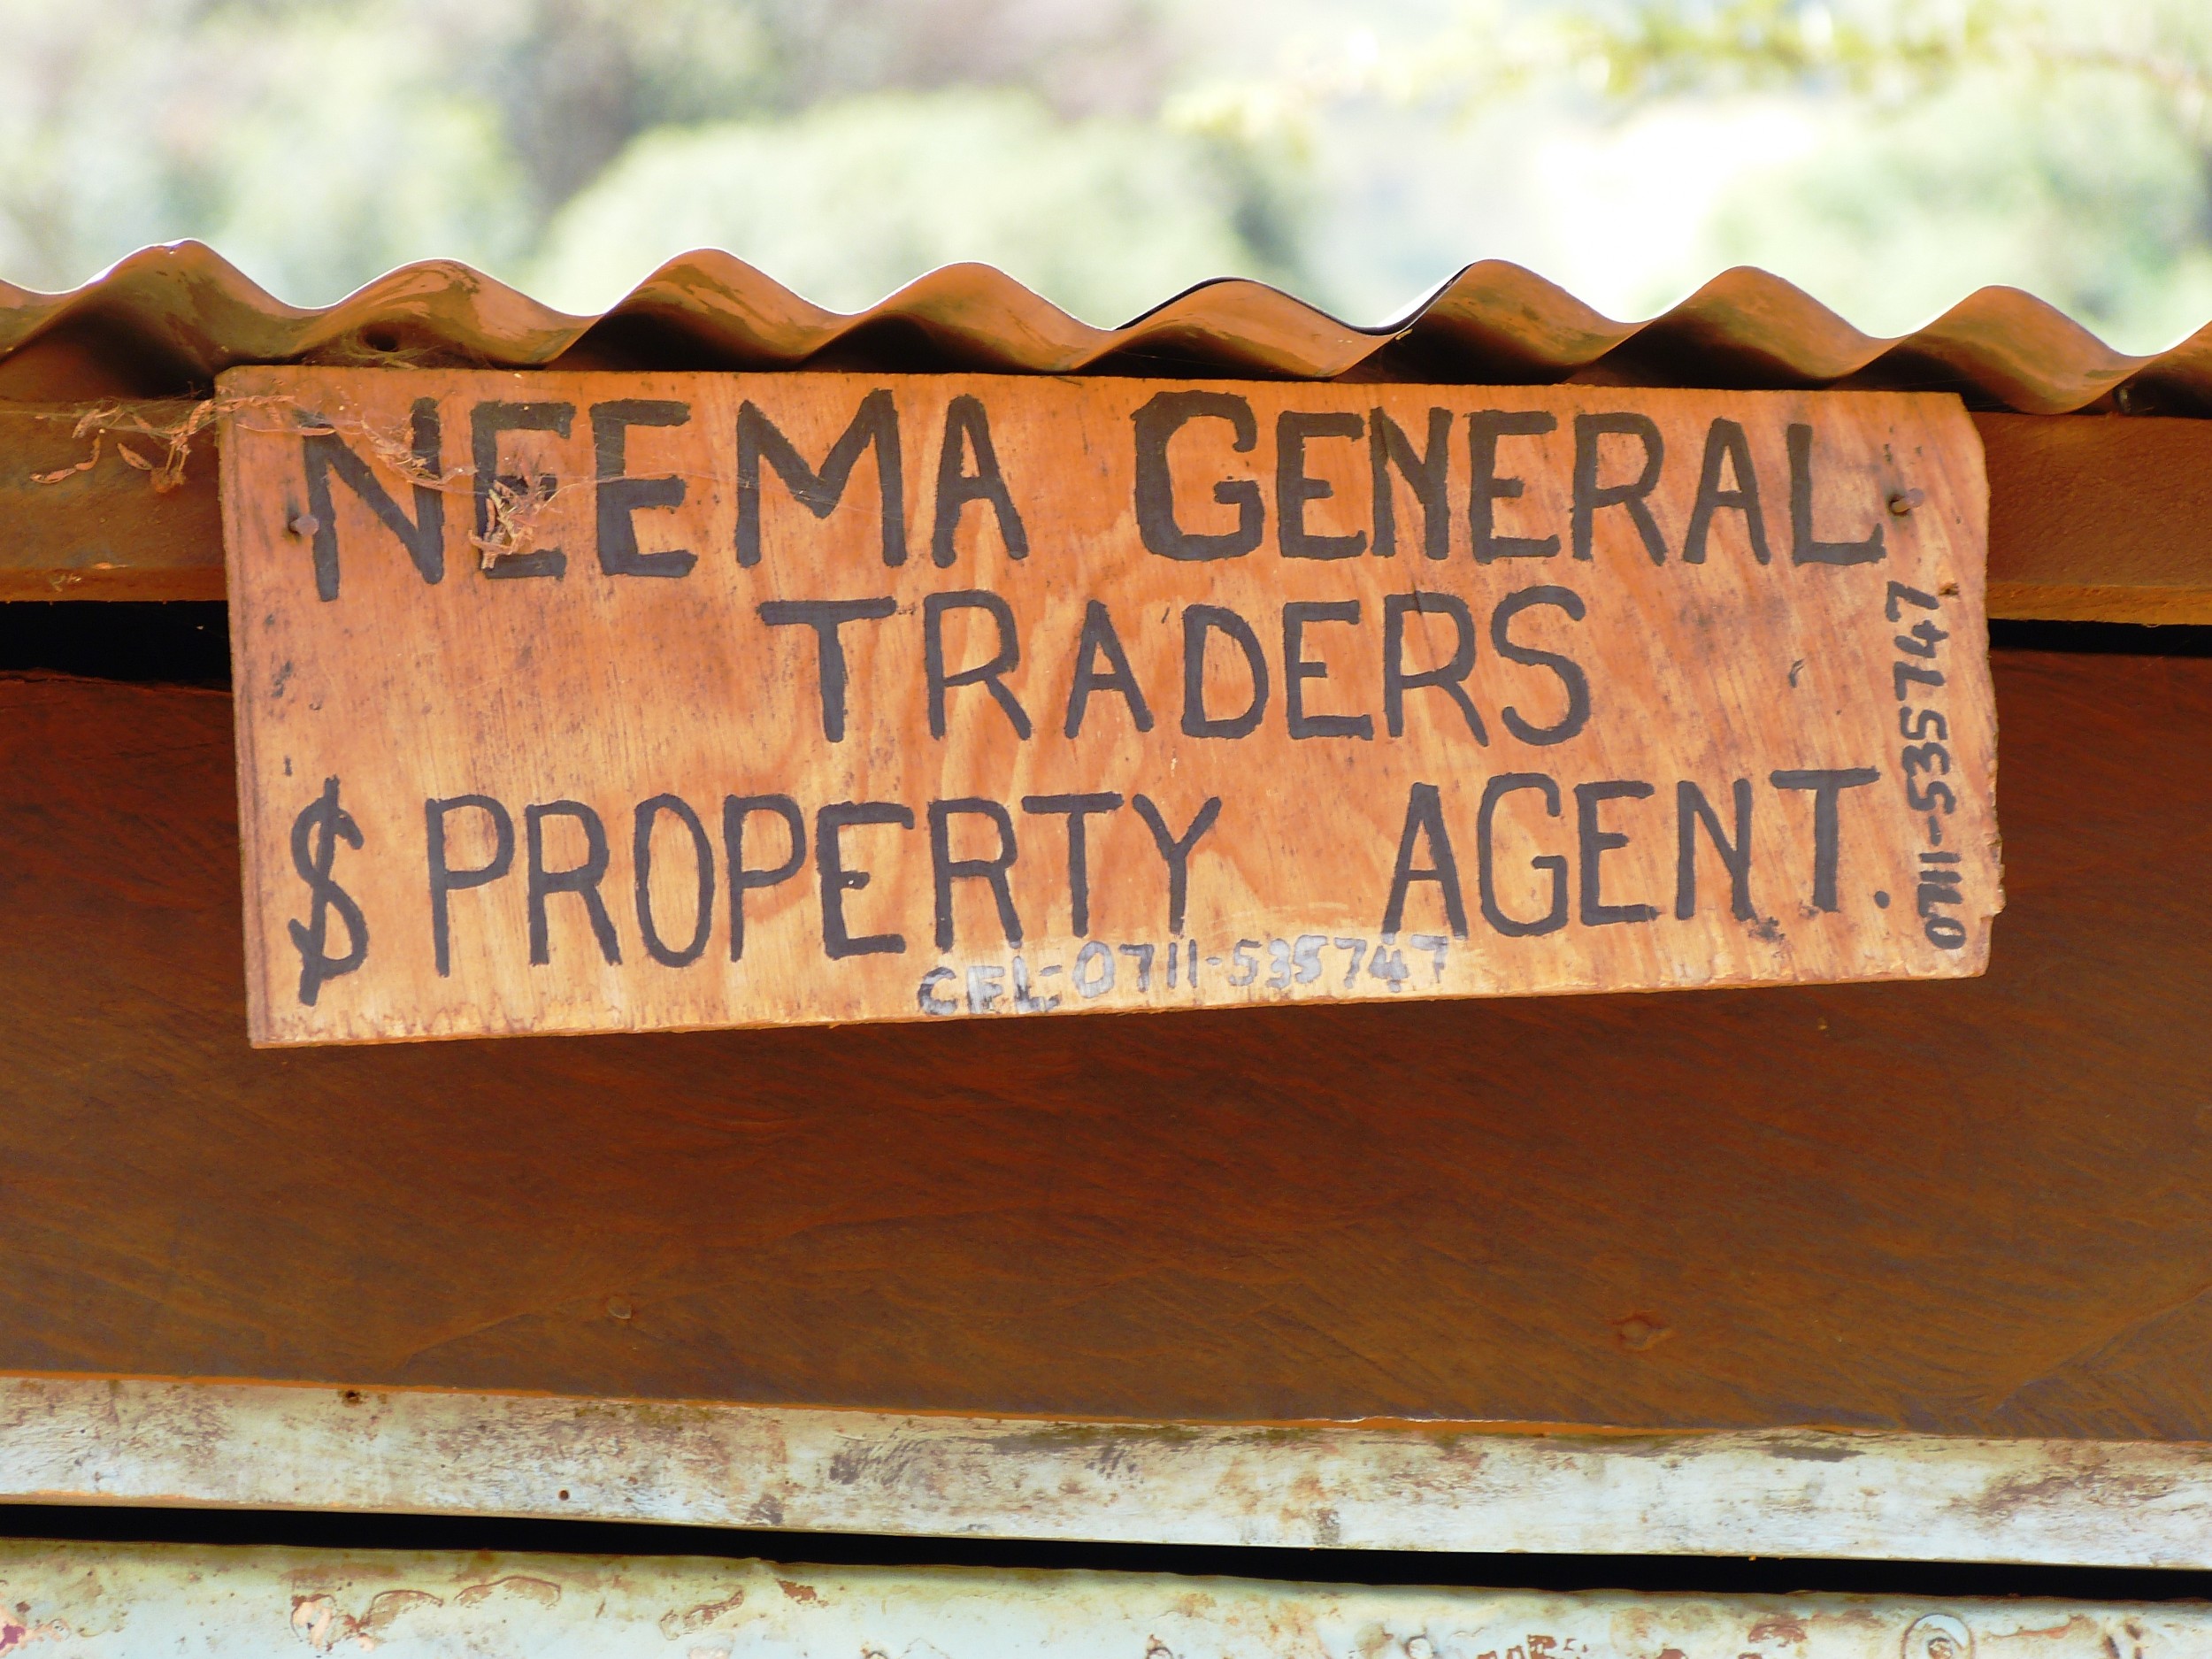 NEEMA GENERAL
TRADERS
$ PROPERTY AGENT.
CEL-0711-535747
0711-535747